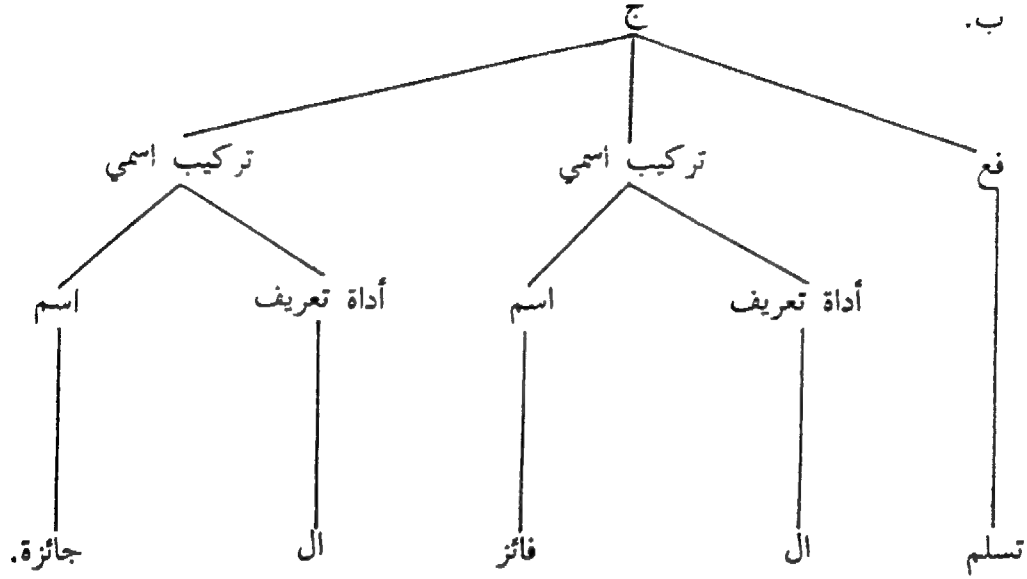 ب.
ج
فع تركيب اسمي تركيب اسمي
أداة تعريف اسم أداة تعريف اسم
تسلم ال فائز ال جائزة.